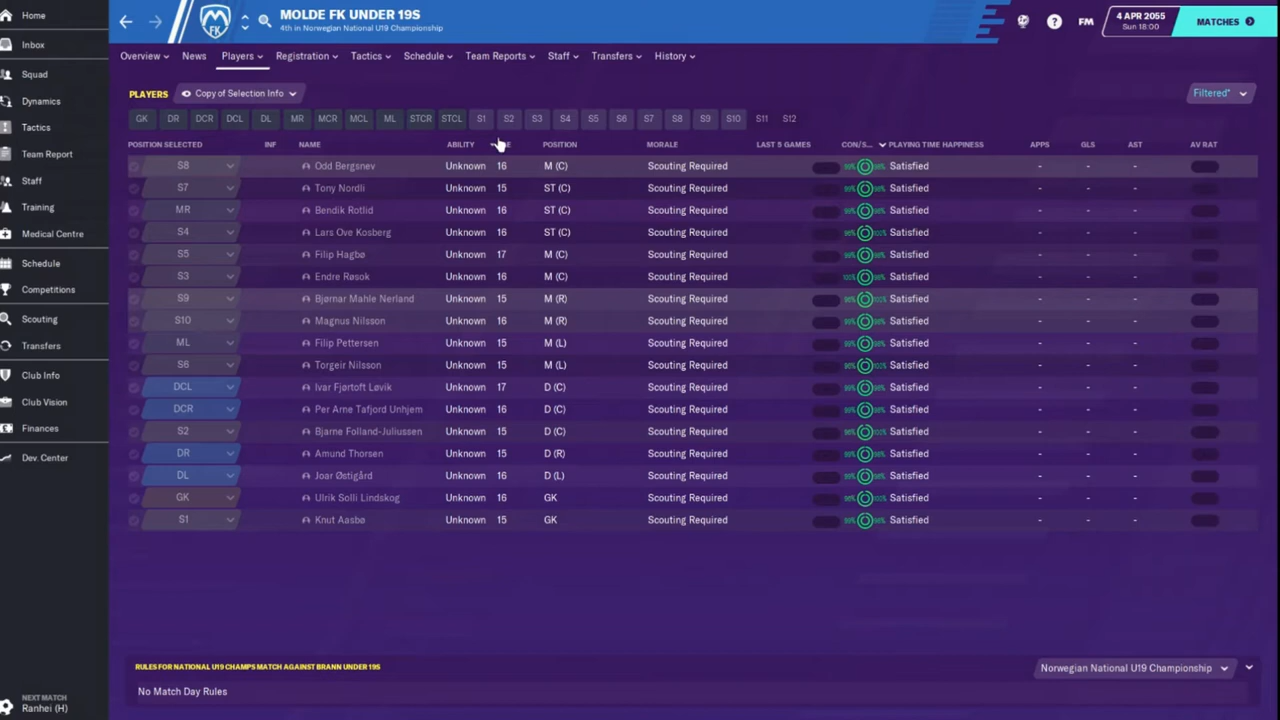 Home
MOLDE FK UNDER 19S
4th in Norwegian National U19 Championship
FM
4 APR 2055
Sun 18:00
MATCHES
Inbox
Squad
Dynamics
Tactics
Team Report
Staff
Training
Medical Centre
Schedule
Competitions
Scouting
Transfers
Club Info
Club Vision
Finances
Dev. Center
NEXT MATCH
Ranhei (H)
Overview News Players Registration Tactics Schedule Team Reports Staff Transfers History
PLAYERS Copy of Selection Info Filtered*
GK DR DCR DCL DL MR MCR MCL ML STCR STCL S1 S2 S3 S4 S5 S6 S7 S8 S9 S10 S11 S12
POSITION SELECTED INF NAME ABILITY POSITION MORALE LAST 5 GAMES CON/S... PLAYING TIME HAPPINESS APPS GLS AST AV RAT
S8 Odd Bergsnev Unknown 16 M (C) Scouting Required Satisfied - - -
S7 Tony Nordli Unknown 15 ST (C) Scouting Required Satisfied - - -
MR Bendik Rotlid Unknown 16 ST (C) Scouting Required Satisfied - - -
S4 Lars Ove Kosberg Unknown 16 ST (C) Scouting Required Satisfied - - -
S5 Filip Hagbø Unknown 17 M (C) Scouting Required Satisfied - - -
S3 Endre Røsok Unknown 16 M (C) Scouting Required Satisfied - - -
S9 Bjørnar Mahle Nerland Unknown 15 M (R) Scouting Required Satisfied - - -
S10 Magnus Nilsson Unknown 16 M (R) Scouting Required Satisfied - - -
ML Filip Pettersen Unknown 15 M (L) Scouting Required Satisfied - - -
S6 Torgeir Nilsson Unknown 15 M (L) Scouting Required Satisfied - - -
DCL Ivar Fjørtoft Løvik Unknown 17 D (C) Scouting Required Satisfied - - -
DCR Per Arne Tafjord Unhjem Unknown 16 D (C) Scouting Required Satisfied - - -
S2 Bjarne Folland-Juliussen Unknown 15 D (C) Scouting Required Satisfied - - -
DR Amund Thorsen Unknown 15 D (R) Scouting Required Satisfied - - -
DL Joar Østigård Unknown 16 D (L) Scouting Required Satisfied - - -
GK Ulrik Solli Lindskog Unknown 16 GK Scouting Required Satisfied - - -
S1 Knut Aasbø Unknown 15 GK Scouting Required Satisfied - - -
RULES FOR NATIONAL U19 CHAMPS MATCH AGAINST BRANN UNDER 19S
Norwegian National U19 Championship
No Match Day Rules